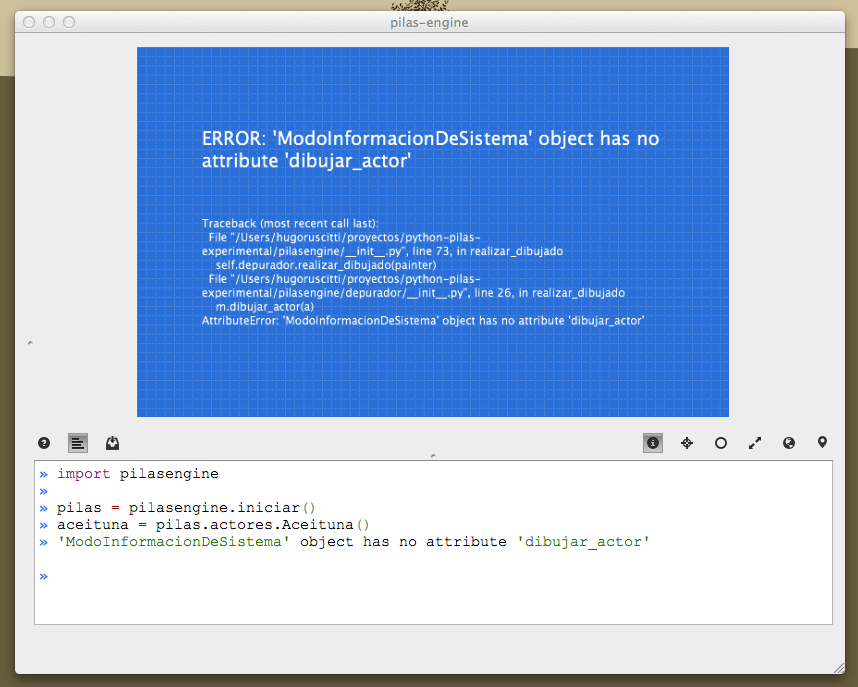 pilas-engine
ERROR: 'ModoInformacionDeSistema' object has no
attribute 'dibujar_actor'
Traceback (most recent call last):
File "/Users/hugoruscitti/proyectos/python-pilas-
experimental/pilasengine/__init__.py", line 73, in realizar_dibujado
self.depurador.realizar_dibujado(painter)
File "/Users/hugoruscitti/proyectos/python-pilas-
experimental/pilasengine/depurador/__init__.py", line 26, in realizar_dibujado
m.dibujar_actor(a)
AttributeError: 'ModoInformacionDeSistema' object has no attribute 'dibujar_actor'
» import pilasengine
»
» pilas = pilasengine.iniciar()
» aceituna = pilas.actores.Aceituna()
» 'ModoInformacionDeSistema' object has no attribute 'dibujar_actor'
»